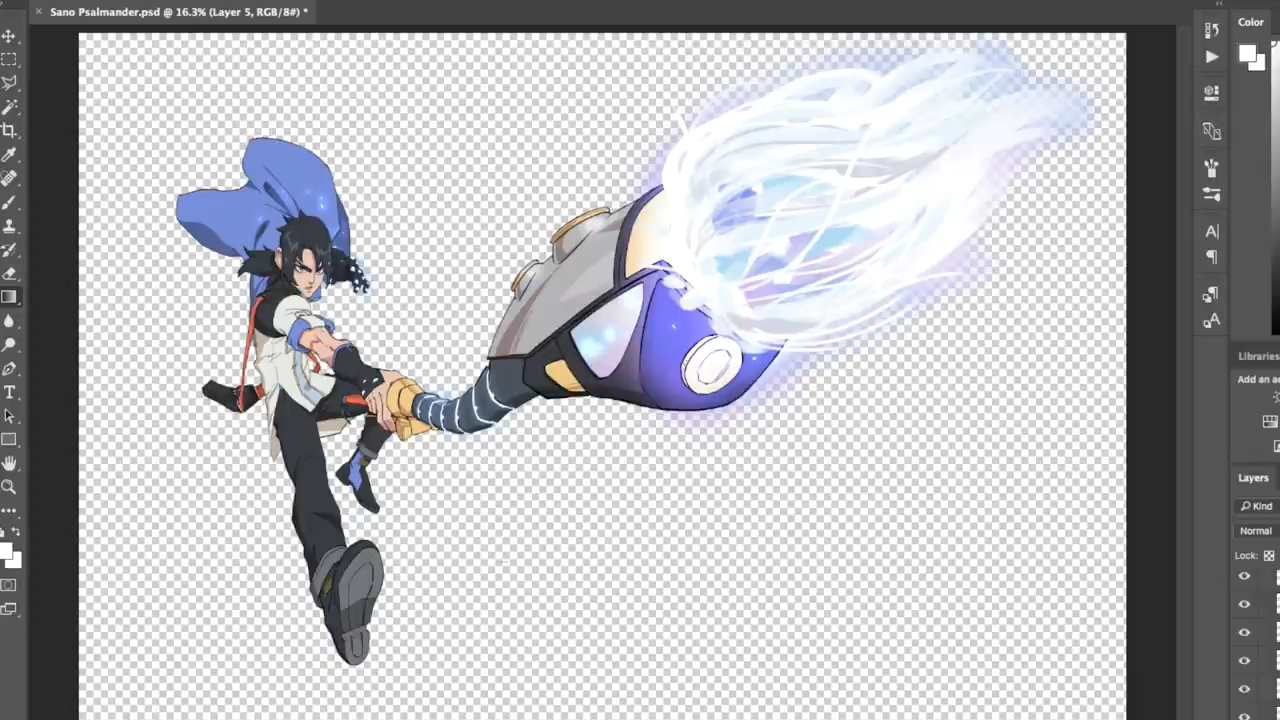 Sano Psalmander.psd @ 16.3% (Layer 5, RGB/8#) *
Color
Libraries
Add an a
Layers
Kind
Normal
Lock: